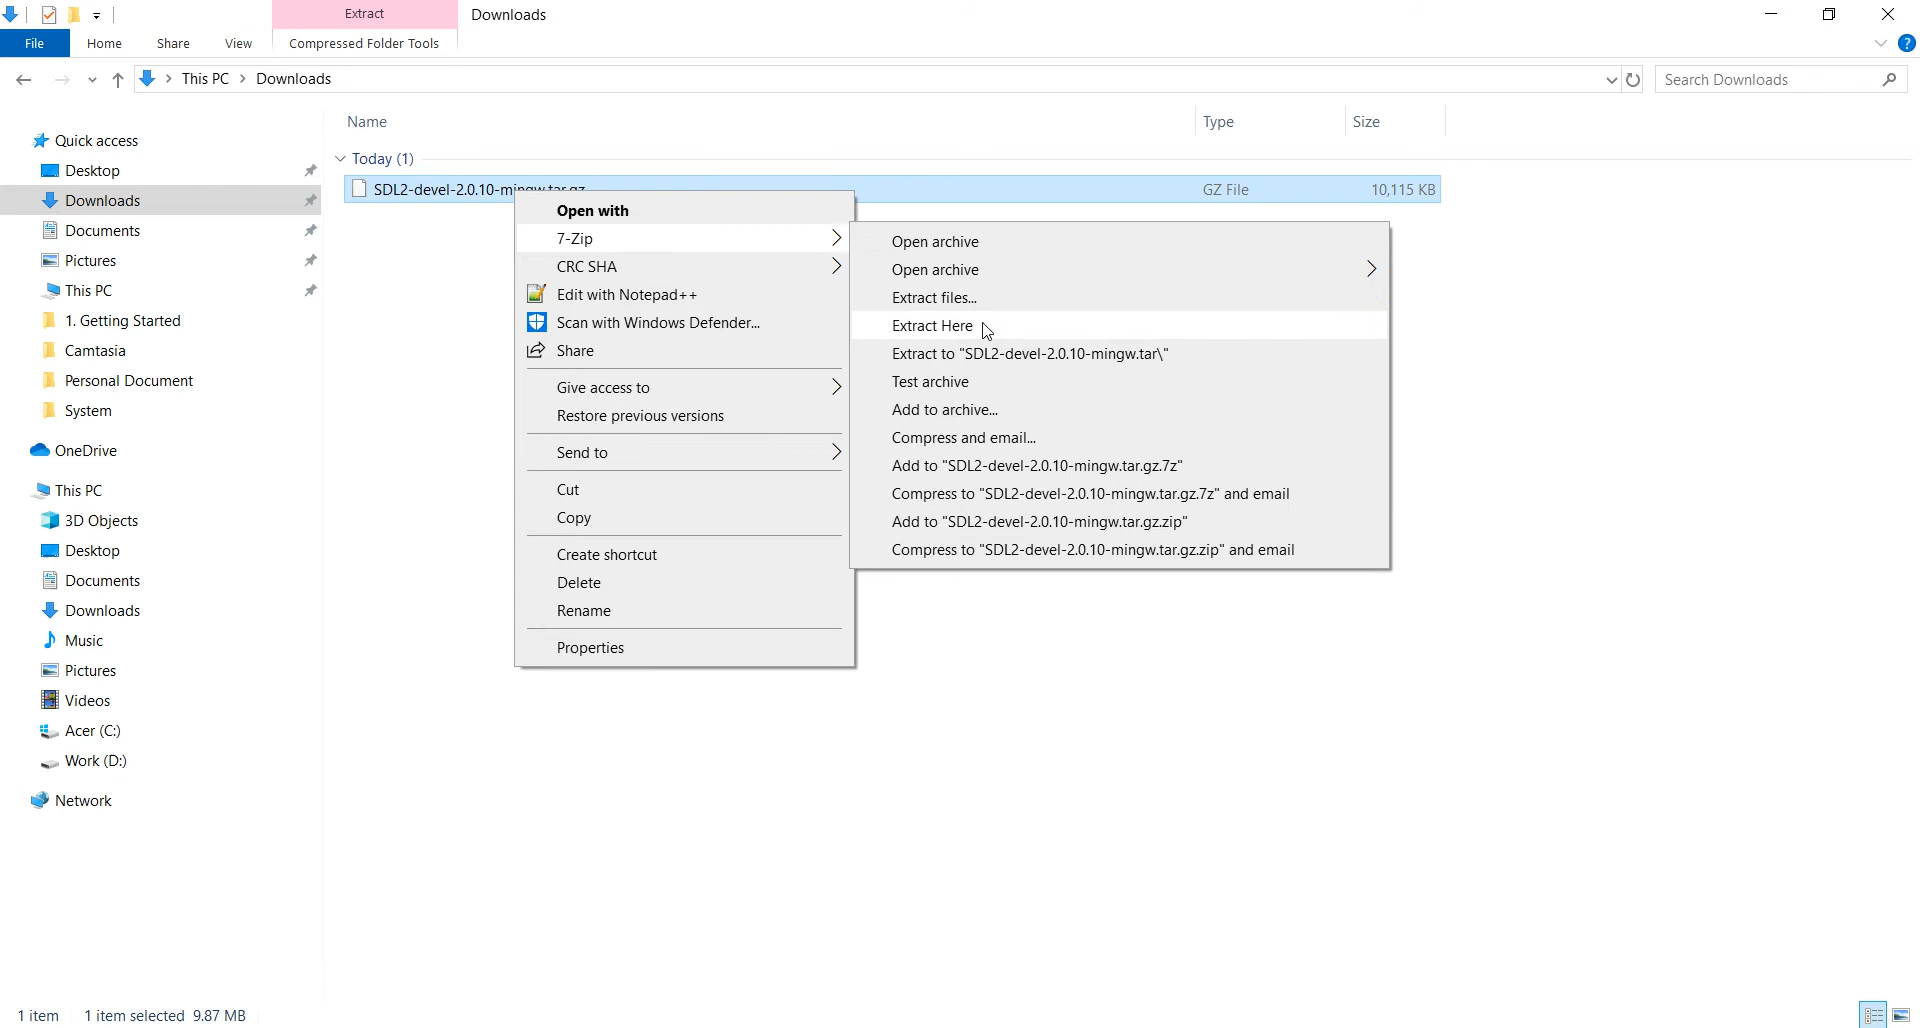 Extract
Downloads
File
Home
Share
View
Compressed Folder Tools
This PC
Downloads
Search Downloads
Name
Type
Size
Today (1)
SDL2-devel-2.0.10-mingw.tar.gz
GZ File
10,115 KB
Quick access
Desktop
Downloads
Documents
Pictures
This PC
1. Getting Started
Camtasia
Personal Document
System
OneDrive
This PC
3D Objects
Desktop
Documents
Downloads
Music
Pictures
Videos
Acer (C:)
Work (D:)
Network
Open with
7-Zip
CRC SHA
Edit with Notepad++
Scan with Windows Defender...
Share
Give access to
Restore previous versions
Send to
Cut
Copy
Create shortcut
Delete
Rename
Properties
Open archive
Open archive
Extract files...
Extract Here
Extract to "SDL2-devel-2.0.10-mingw.tar\"
Test archive
Add to archive...
Compress and email...
Add to "SDL2-devel-2.0.10-mingw.tar.gz.7z"
Compress to "SDL2-devel-2.0.10-mingw.tar.gz.7z" and email
Add to "SDL2-devel-2.0.10-mingw.tar.gz.zip"
Compress to "SDL2-devel-2.0.10-mingw.tar.gz.zip" and email
1 item
1 item selected 9.87 MB